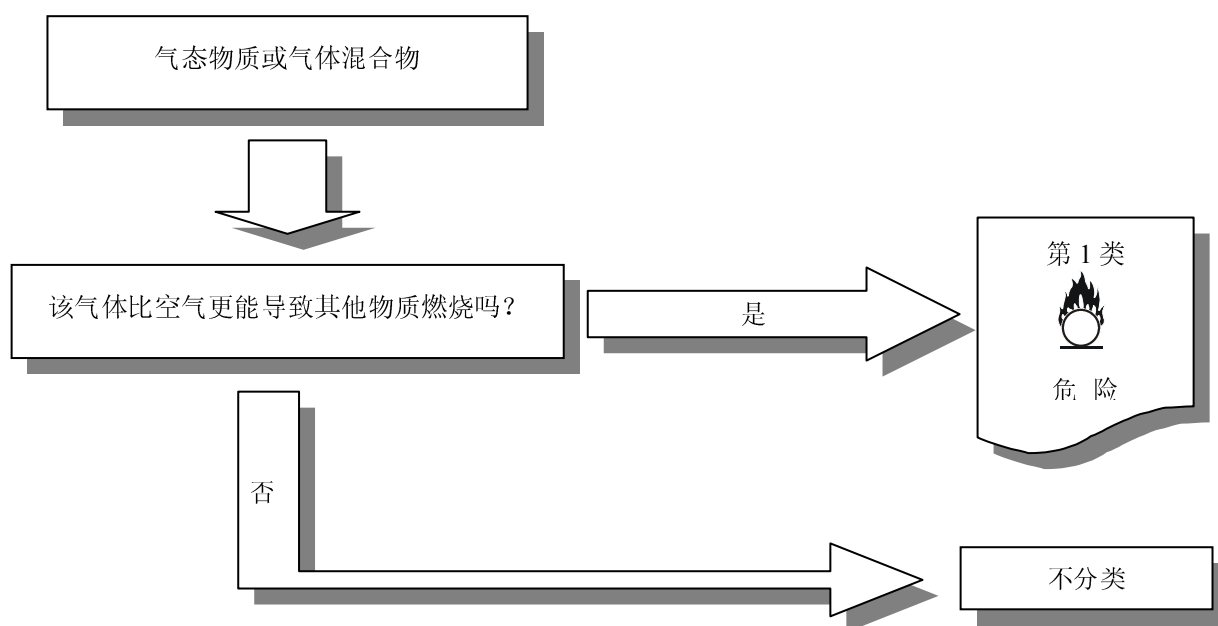 气态物质或气体混合物
该气体比空气更能导致其他物质燃烧吗？
是
第 1 类
危 险
否
不分类